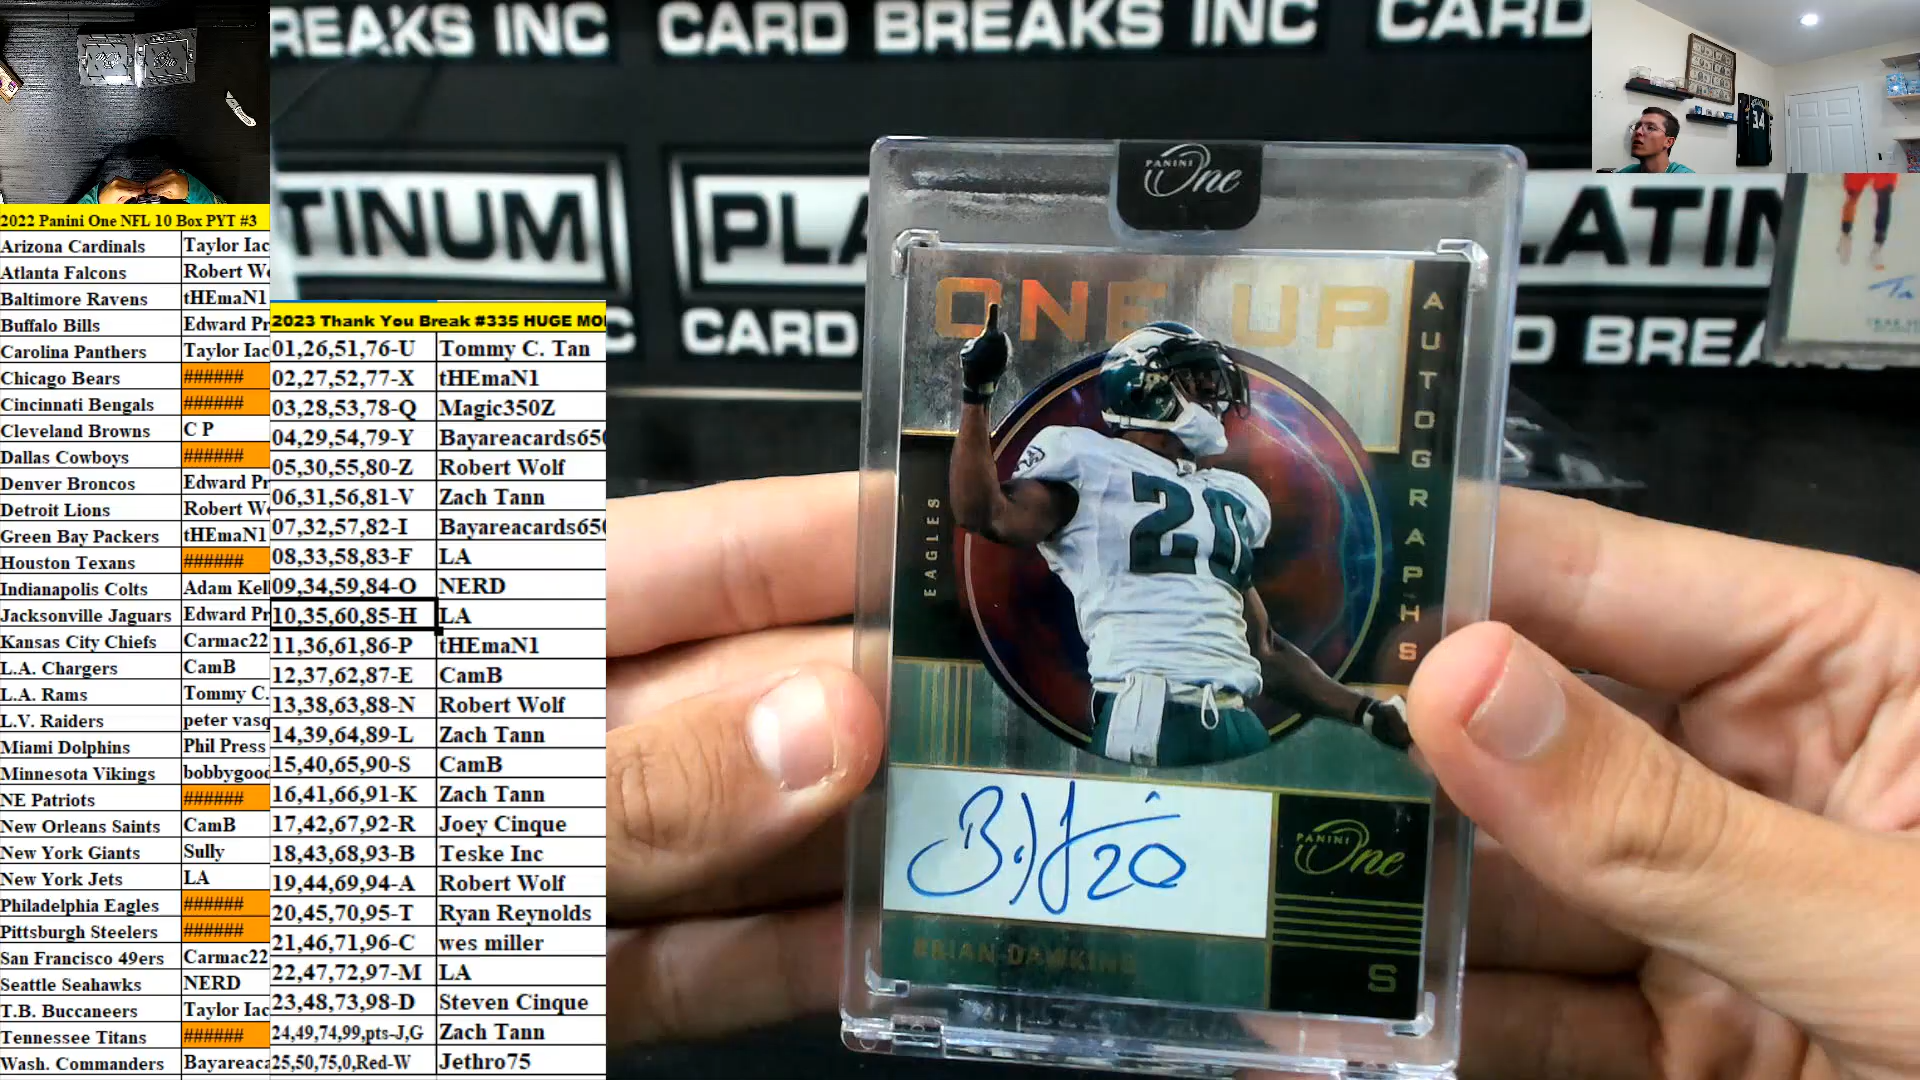 REAKS INC CARD BREAKS INC CARD
TINUM PLA LATIN
INC CARD D BREA
2022 Panini One NFL 10 Box PYT #3
Arizona Cardinals Taylor Iac
Atlanta Falcons Robert W
Baltimore Ravens tHEmaN1
Buffalo Bills Edward Pr
Carolina Panthers Taylor Iac
Chicago Bears ######
Cincinnati Bengals ######
Cleveland Browns C P
Dallas Cowboys ######
Denver Broncos Edward Pr
Detroit Lions Robert W
Green Bay Packers tHEmaN1
Houston Texans ######
Indianapolis Colts Adam Kel
Jacksonville Jaguars Edward Pr
Kansas City Chiefs Carmac22
L.A. Chargers CamB
L.A. Rams Tommy C.
L.V. Raiders peter vasq
Miami Dolphins Phil Press
Minnesota Vikings bobbygood
NE Patriots ######
New Orleans Saints CamB
New York Giants Sully
New York Jets LA
Philadelphia Eagles ######
Pittsburgh Steelers ######
San Francisco 49ers Carmac22
Seattle Seahawks NERD
T.B. Buccaneers Taylor Iac
Tennessee Titans ######
Wash. Commanders Bayareaca
2023 Thank You Break #335 HUGE MO
01,26,51,76-U Tommy C. Tan
02,27,52,77-X tHEmaN1
03,28,53,78-Q Magic350Z
04,29,54,79-Y Bayareacards650
05,30,55,80-Z Robert Wolf
06,31,56,81-V Zach Tann
07,32,57,82-I Bayareacards650
08,33,58,83-F LA
09,34,59,84-O NERD
10,35,60,85-H LA
11,36,61,86-P tHEmaN1
12,37,62,87-E CamB
13,38,63,88-N Robert Wolf
14,39,64,89-L Zach Tann
15,40,65,90-S CamB
16,41,66,91-K Zach Tann
17,42,67,92-R Joey Cinque
18,43,68,93-B Teske Inc
19,44,69,94-A Robert Wolf
20,45,70,95-T Ryan Reynolds
21,46,71,96-C wes miller
22,47,72,97-M LA
23,48,73,98-D Steven Cinque
24,49,74,99,pts-J,G Zach Tann
25,50,75,0,Red-W Jethro75
PANINI One
ONE UP
AUTOGRAPHS
EAGLES
20
20
PANINI One
BRIAN DAWKINS
S
34